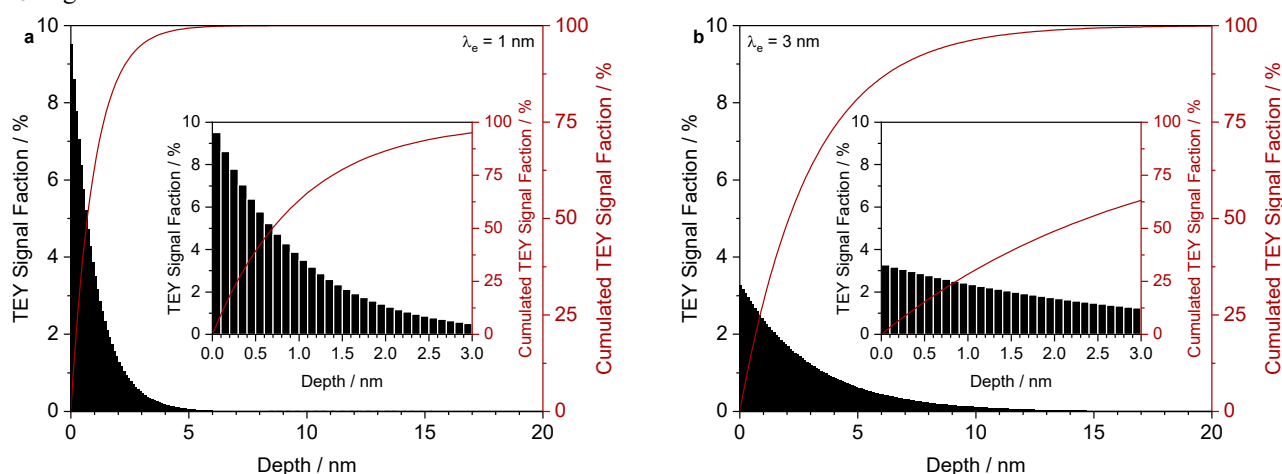 a
λe = 1 nm
TEY Signal Faction / %
10
8
6
4
2
0
0 5 10 15 20
Depth / nm
100
75
50
25
0
Cumulated TEY Signal Faction / %
TEY Signal Faction / %
10
8
6
4
2
0
0.0 0.5 1.0 1.5 2.0 2.5 3.0
Depth / nm
100
75
50
25
0
Cumulated TEY Signal Faction / %
b
λe = 3 nm
TEY Signal Faction / %
10
8
6
4
2
0
0 5 10 15 20
Depth / nm
100
75
50
25
0
Cumulated TEY Signal Faction / %
TEY Signal Faction / %
10
8
6
4
2
0
0.0 0.5 1.0 1.5 2.0 2.5 3.0
Depth / nm
100
75
50
25
0
Cumulated TEY Signal Faction / %